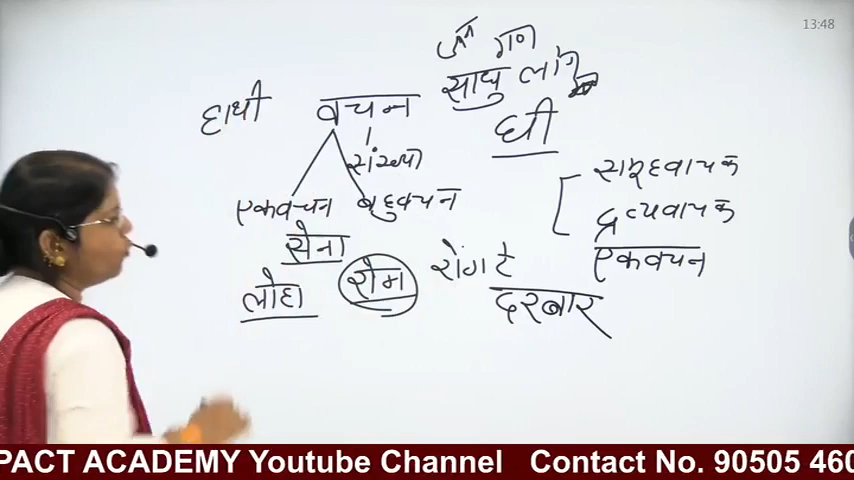 13:48
गण
साधु लोग
हाथी वचन
घी
संख्या
समूहवाचक
एकवचन बहुवचन
द्रव्यवाचक
सेना
एकवचन
लोहा रोम रोंगटे
दरबार
PACT ACADEMY Youtube Channel Contact No. 90505 460